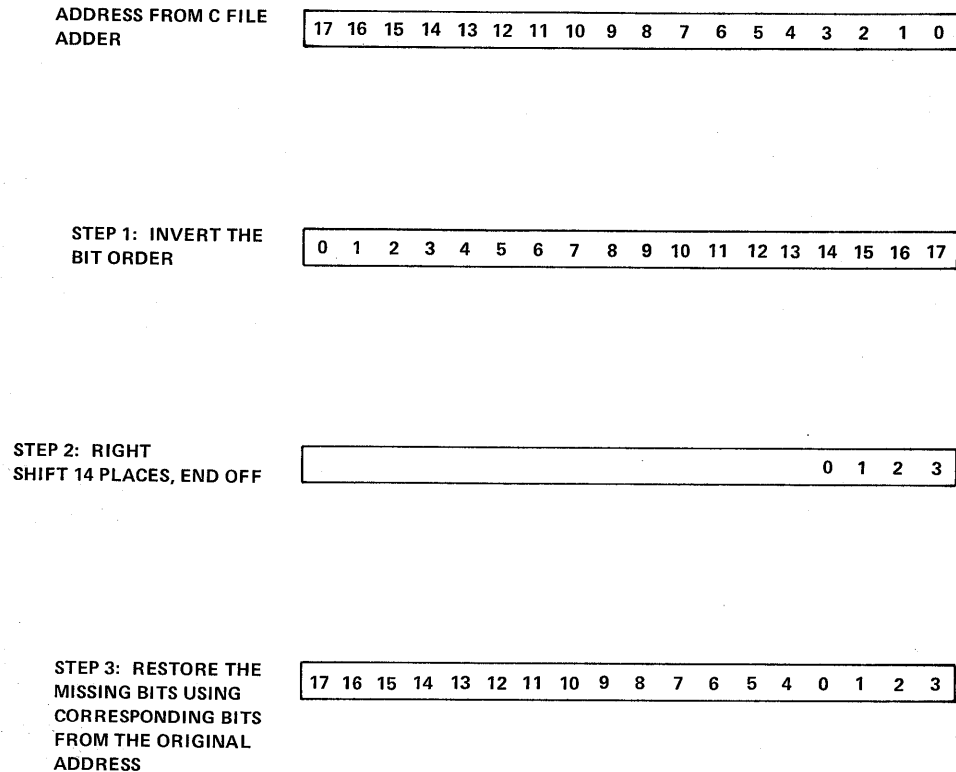 ADDRESS FROM C FILE
ADDER
17 16 15 14 13 12 11 10 9 8 7 6 5 4 3 2 1 0
STEP 1: INVERT THE
BIT ORDER
0 1 2 3 4 5 6 7 8 9 10 11 12 13 14 15 16 17
STEP 2: RIGHT
SHIFT 14 PLACES, END OFF
0 1 2 3
STEP 3: RESTORE THE
MISSING BITS USING
CORRESPONDING BITS
FROM THE ORIGINAL
ADDRESS
17 16 15 14 13 12 11 10 9 8 7 6 5 4 0 1 2 3